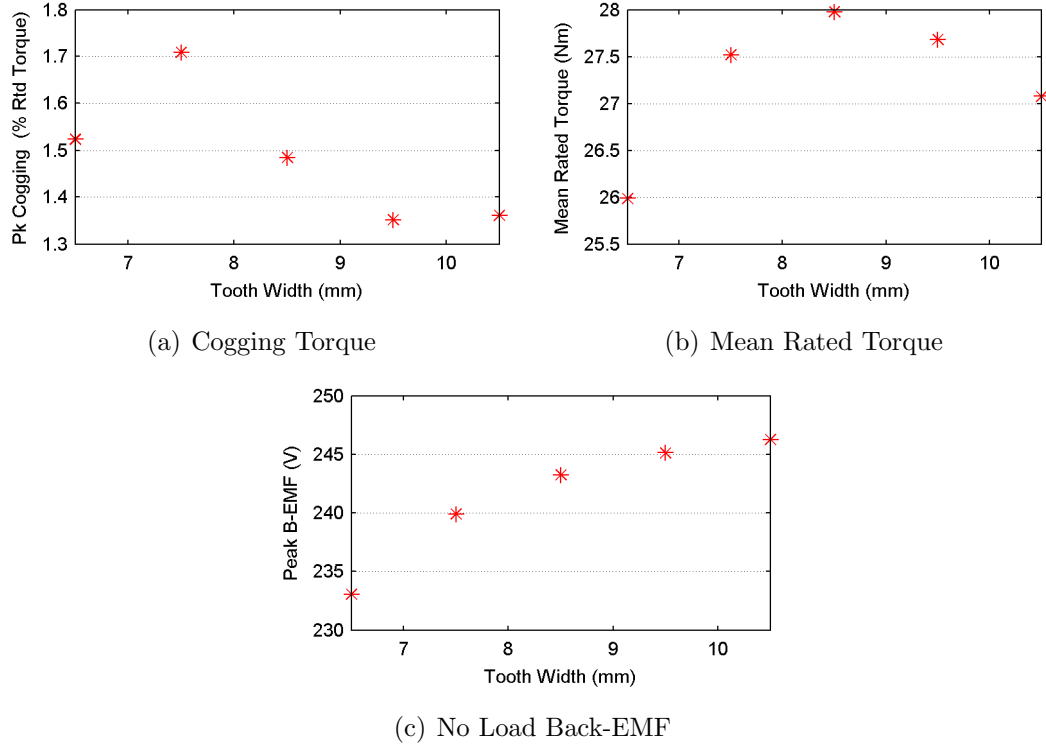 1.8
1.7
1.6
1.5
1.4
1.3
7 8 9 10
Pk Cogging (% Rtd Torque)
Tooth Width (mm)
(a) Cogging Torque
28
27.5
27
26.5
26
25.5
7 8 9 10
Mean Rated Torque (Nm)
Tooth Width (mm)
(b) Mean Rated Torque
250
245
240
235
230
7 8 9 10
Peak B-EMF (V)
Tooth Width (mm)
(c) No Load Back-EMF